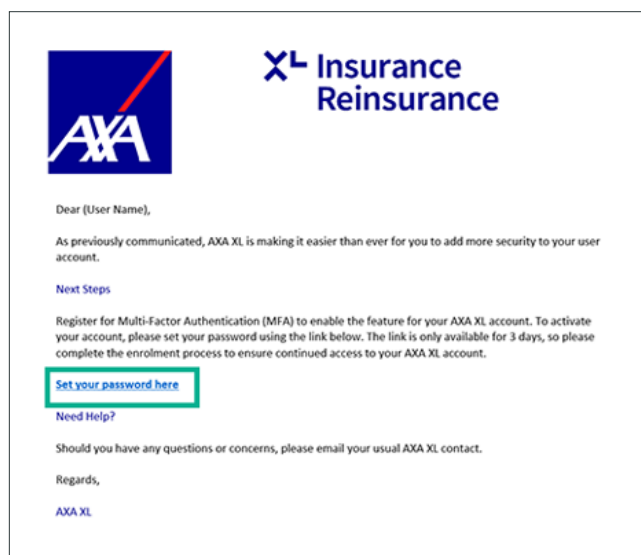 AXA
XL Insurance
Reinsurance
Dear (User Name),
As previously communicated, AXA XL is making it easier than ever for you to add more security to your user
account.
Next Steps
Register for Multi-Factor Authentication (MFA) to enable the feature for your AXA XL account. To activate
your account, please set your password using the link below. The link is only available for 3 days, so please
complete the enrolment process to ensure continued access to your AXA XL account.
Set your password here
Need Help?
Should you have any questions or concerns, please email your usual AXA XL contact.
Regards,
AXA XL